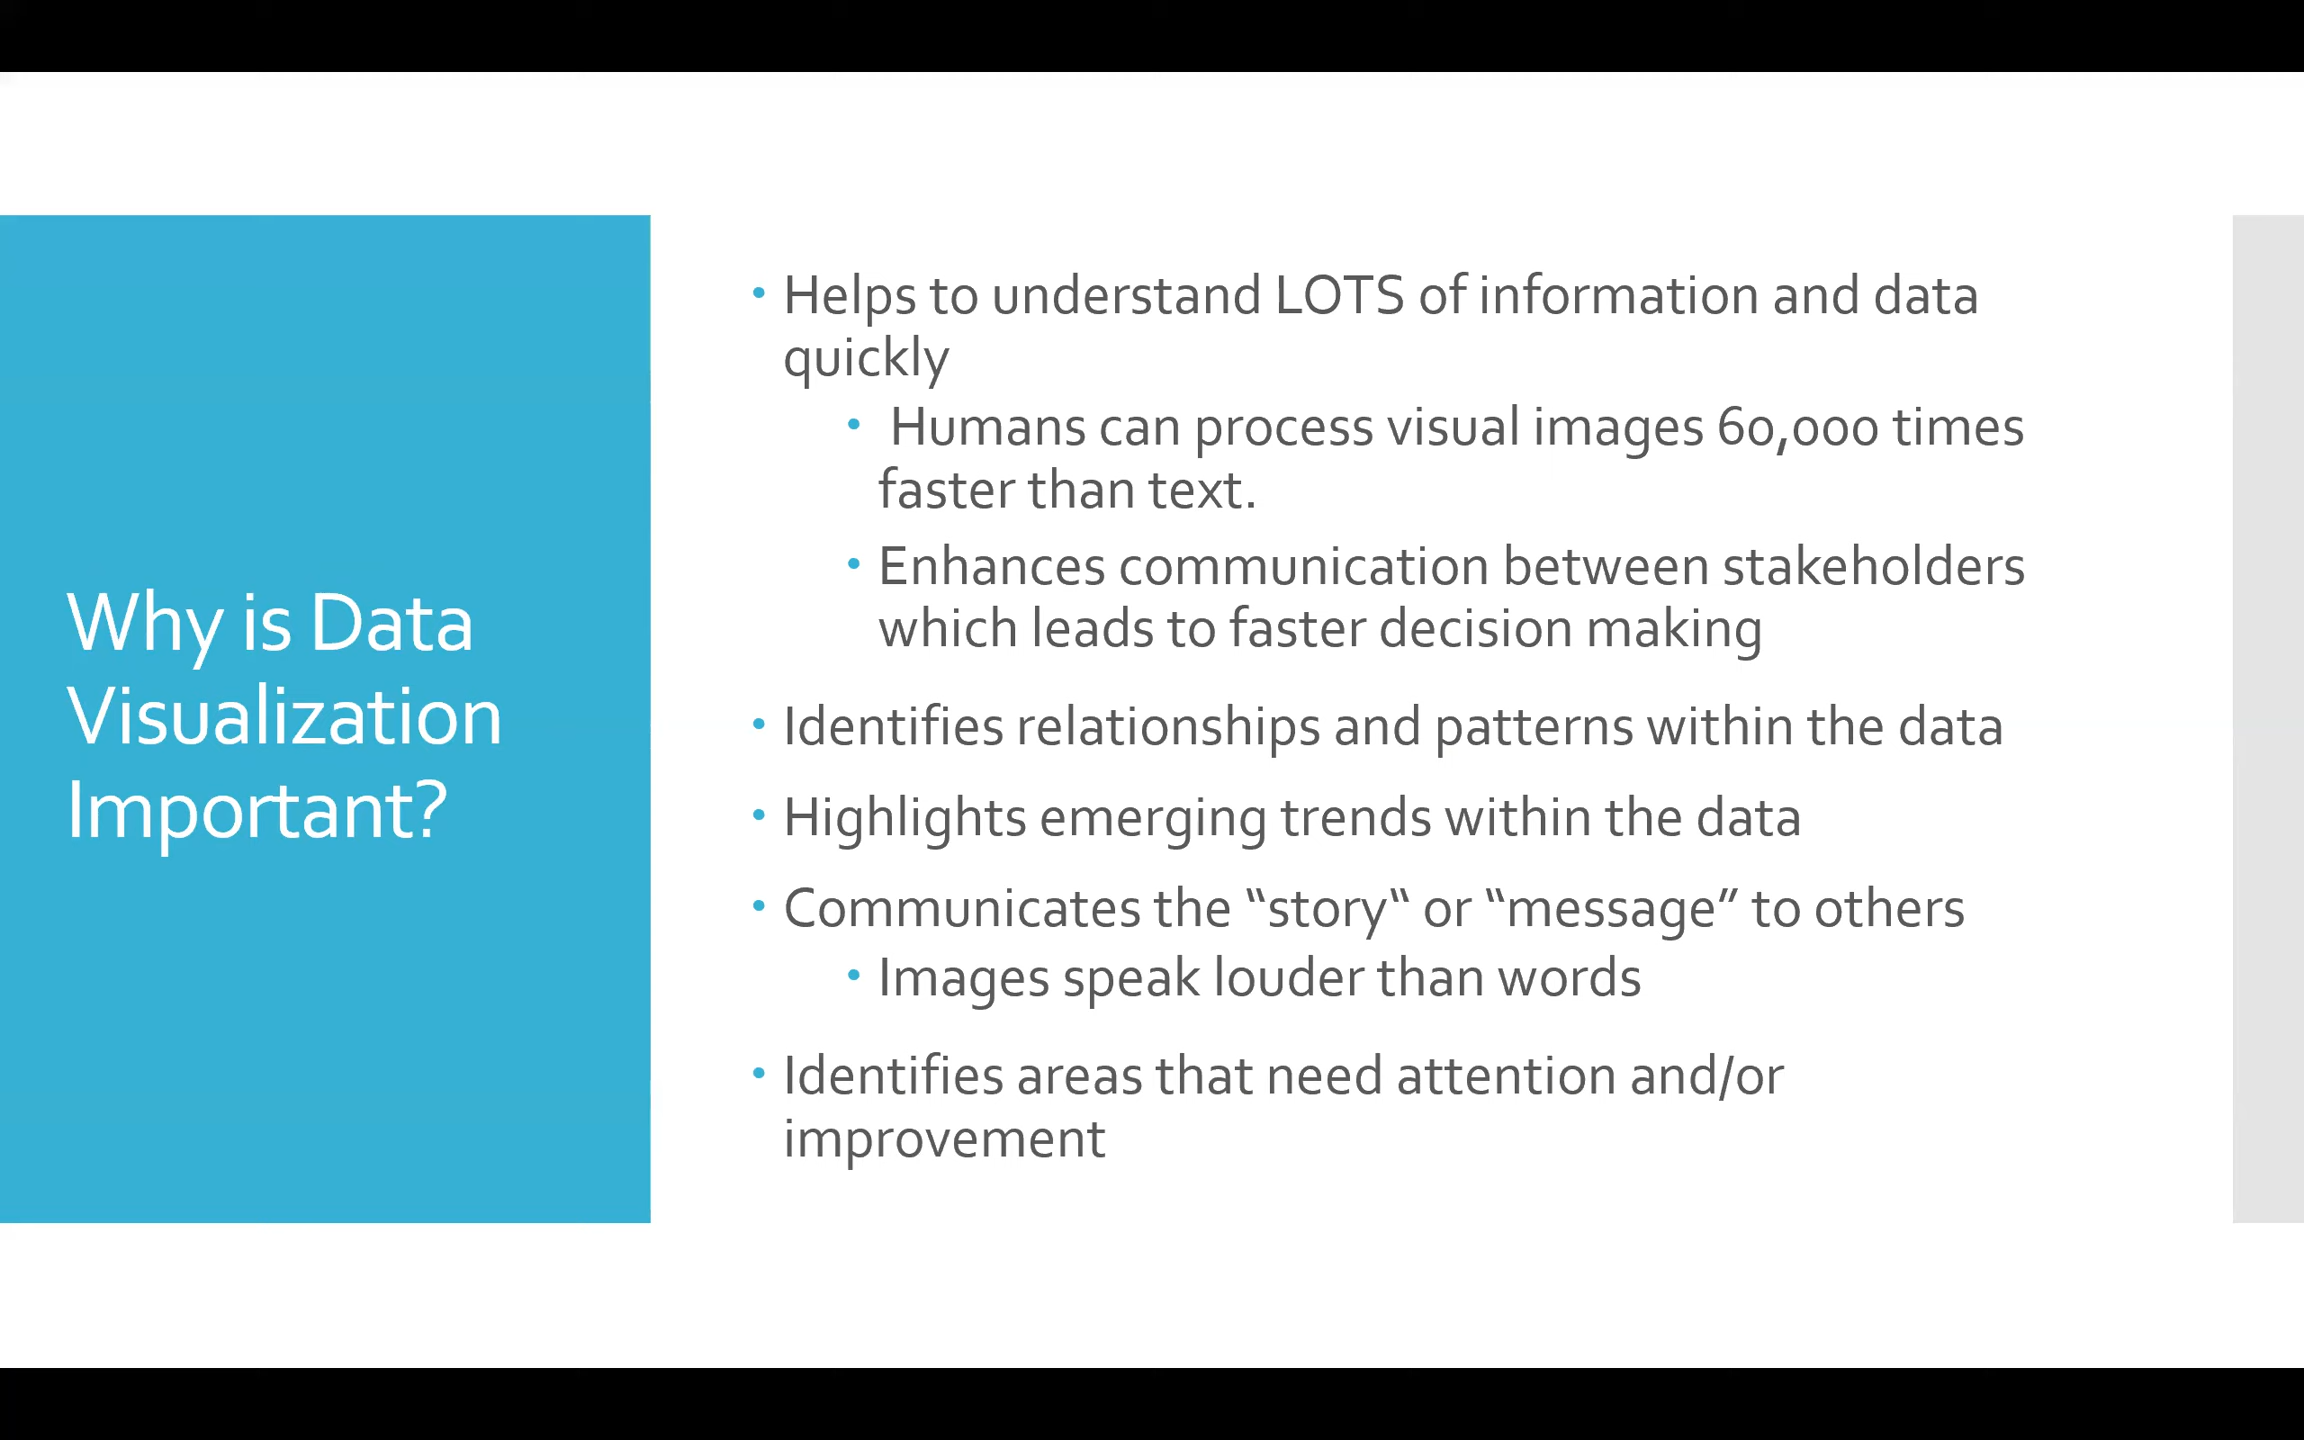 Why is Data
Visualization
Important?
• Helps to understand LOTS of information and data
quickly
• Humans can process visual images 60,000 times
faster than text.
• Enhances communication between stakeholders
which leads to faster decision making
• Identifies relationships and patterns within the data
• Highlights emerging trends within the data
• Communicates the “story“ or “message” to others
• Images speak louder than words
• Identifies areas that need attention and/or
improvement